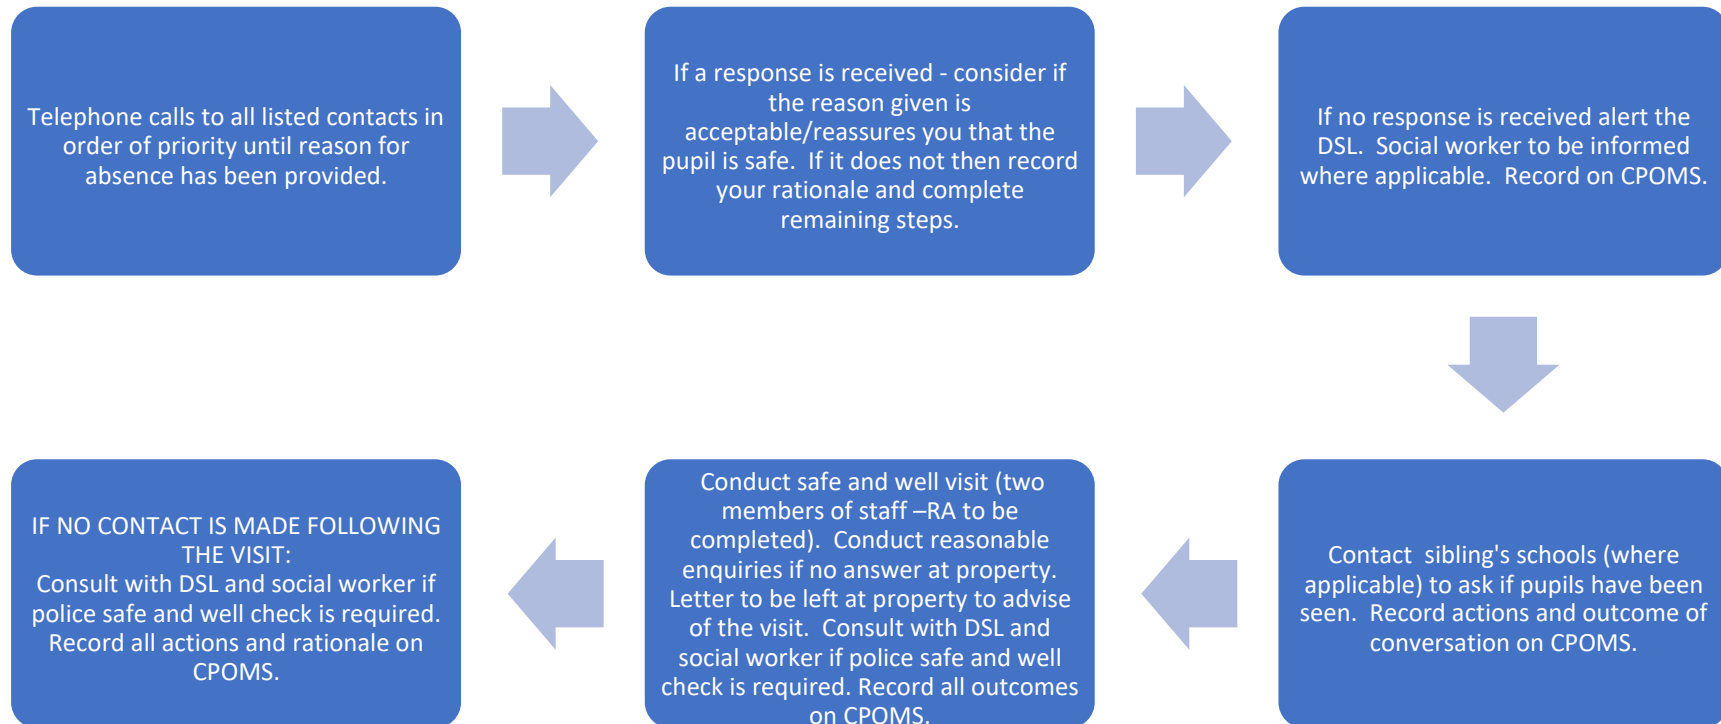 Telephone calls to all listed contacts in
order of priority until reason for
absence has been provided.
If a response is received - consider if
the reason given is
acceptable/reassures you that the
pupil is safe.  If it does not then record
your rationale and complete
remaining steps.
If no response is received alert the
DSL.  Social worker to be informed
where applicable.  Record on CPOMS.
Contact  sibling's schools (where
applicable) to ask if pupils have been
seen.  Record actions and outcome of
conversation on CPOMS.
Conduct safe and well visit (two
members of staff –RA to be
completed).  Conduct reasonable
enquiries if no answer at property.
Letter to be left at property to advise
of the visit.  Consult with DSL and
social worker if police safe and well
check is required. Record all outcomes
on CPOMS.
IF NO CONTACT IS MADE FOLLOWING
THE VISIT:
Consult with DSL and social worker if
police safe and well check is required.
Record all actions and rationale on
CPOMS.